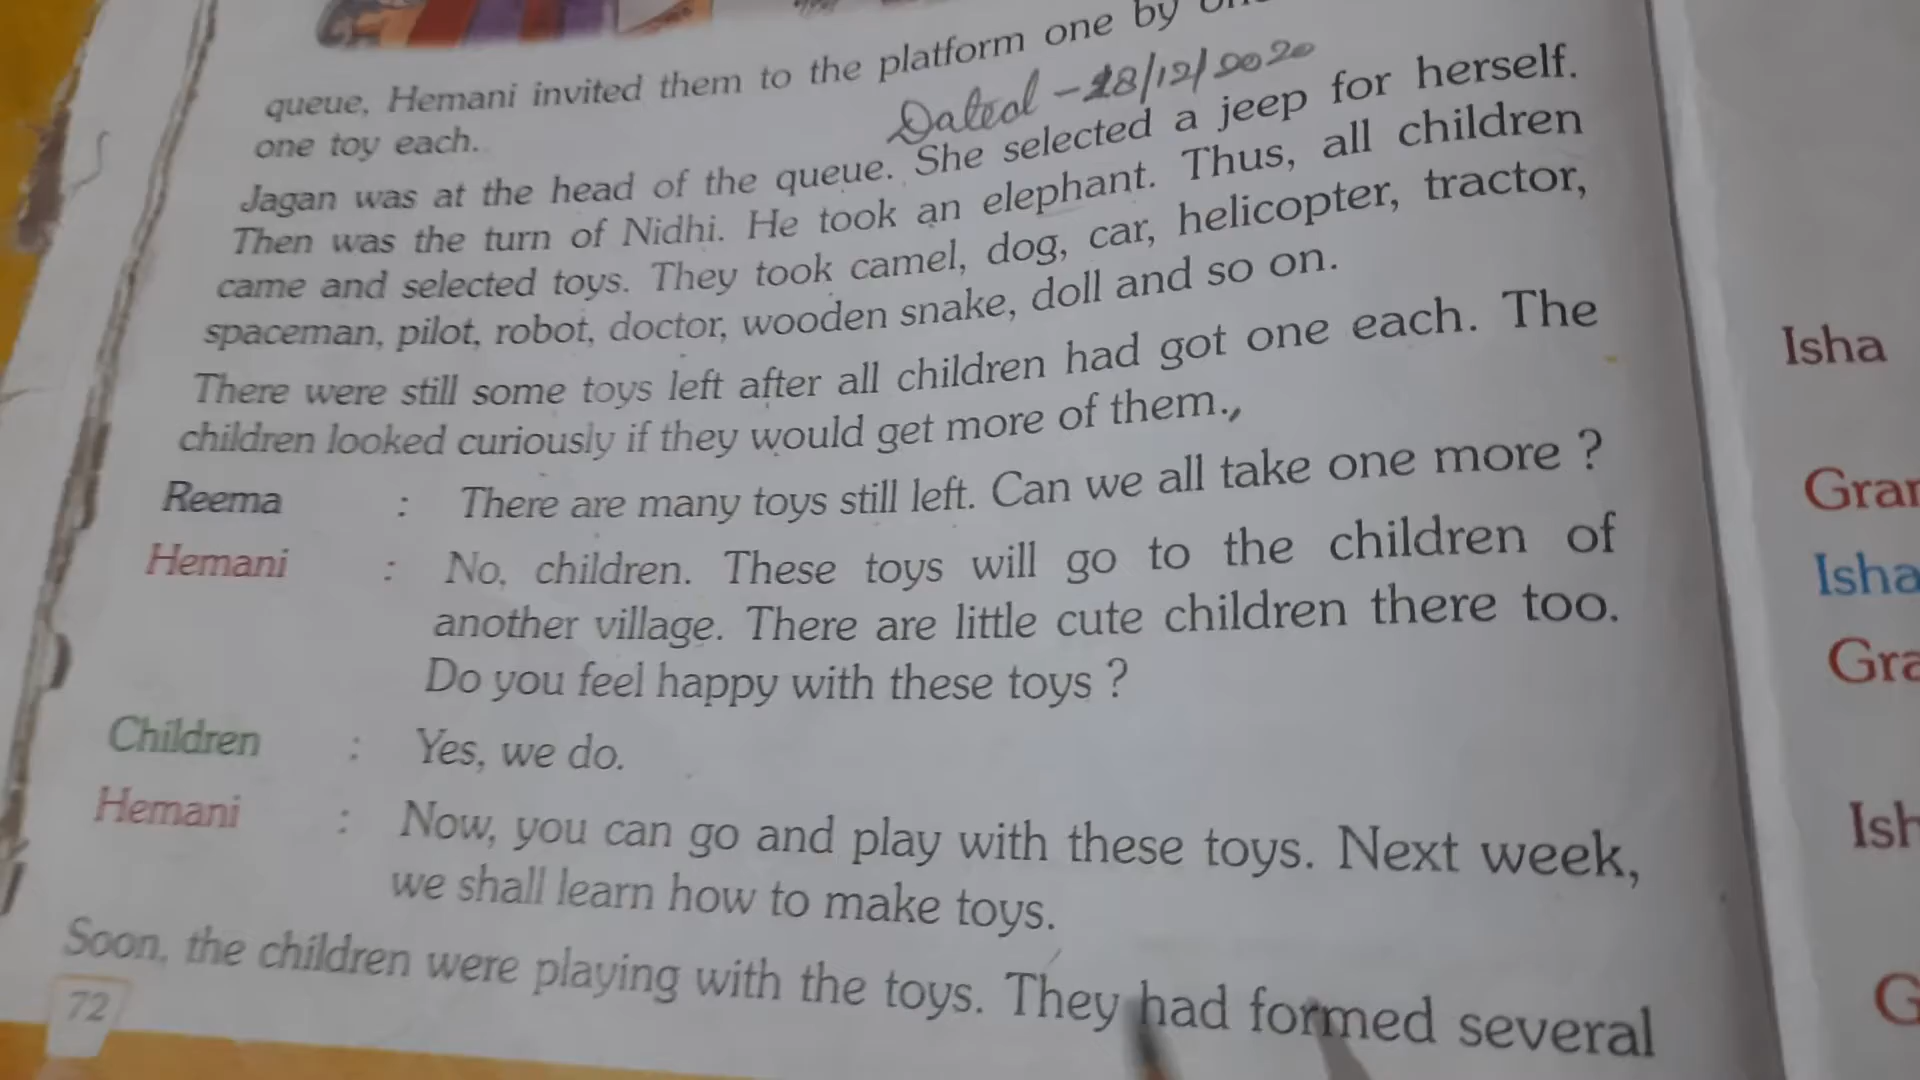 queue, Hemani invited them to the platform one by
one toy each.
Dated - 28/12/2020
Jagan was at the head of the queue. She selected a jeep for herself.
Then was the turn of Nidhi. He took an elephant. Thus, all children
came and selected toys. They took camel, dog, car, helicopter, tractor,
spaceman, pilot, robot, doctor, wooden snake, doll and so on.
There were still some toys left after all children had got one each. The
children looked curiously if they would get more of them.,
Reema : There are many toys still left. Can we all take one more ?
Hemani : No, children. These toys will go to the children of
another village. There are little cute children there too.
Do you feel happy with these toys ?
Children : Yes, we do.
Hemani : Now, you can go and play with these toys. Next week,
we shall learn how to make toys.
Soon, the children were playing with the toys. They had formed several
72
Isha
Isha